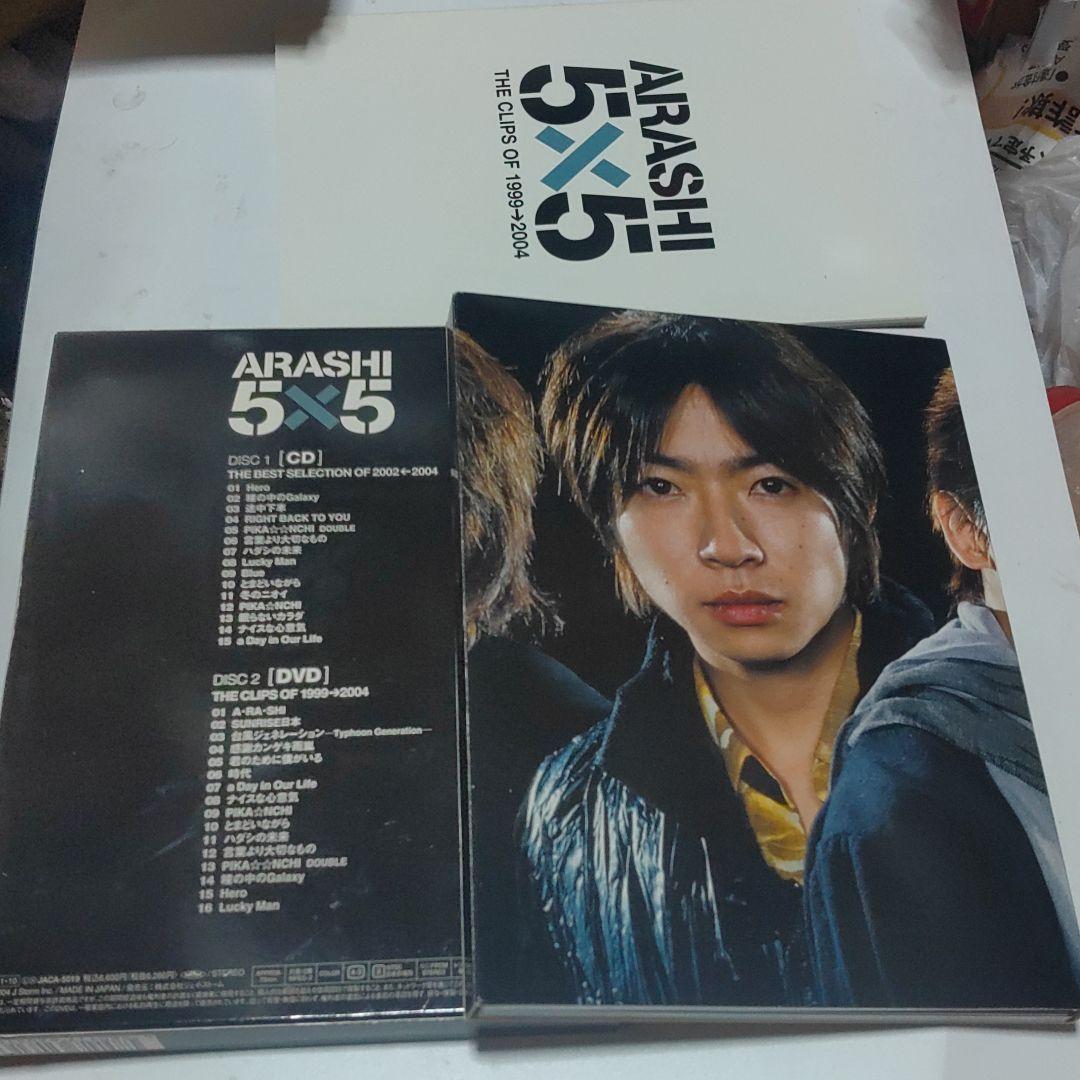 ARASHI
5×5
THE CLIPS OF 1999→2004
ARASHI
5×5
DISC 1 [CD]
THE BEST SELECTION OF 2002←2004
01 Hero
02 瞳の中のGalaxy
03 途中下車
04 RIGHT BACK TO YOU
05 PIKA☆☆NCHI DOUBLE
06 言葉より大切なもの
07 ハダシの未来
08 Lucky Man
09 Blue
10 とまどいながら
11 冬のニオイ
12 PIKA☆NCHI
13 眠らないカラダ
14 ナイスな心意気
15 a Day in Our Life
DISC 2 [DVD]
THE CLIPS OF 1999→2004
01 A・RA・SHI
02 SUNRISE日本
03 台風ジェネレーション—Typhoon Generation—
04 感謝カンゲキ雨嵐
05 君のために僕がいる
06 時代
07 a Day in Our Life
08 ナイスな心意気
09 PIKA☆NCHI
10 とまどいながら
11 ハダシの未来
12 言葉より大切なもの
13 PIKA☆☆NCHI DOUBLE
14 瞳の中のGalaxy
15 Hero
16 Lucky Man
JACA-5019
STEREO
COLOR
J Storm Inc. / MADE IN JAPAN